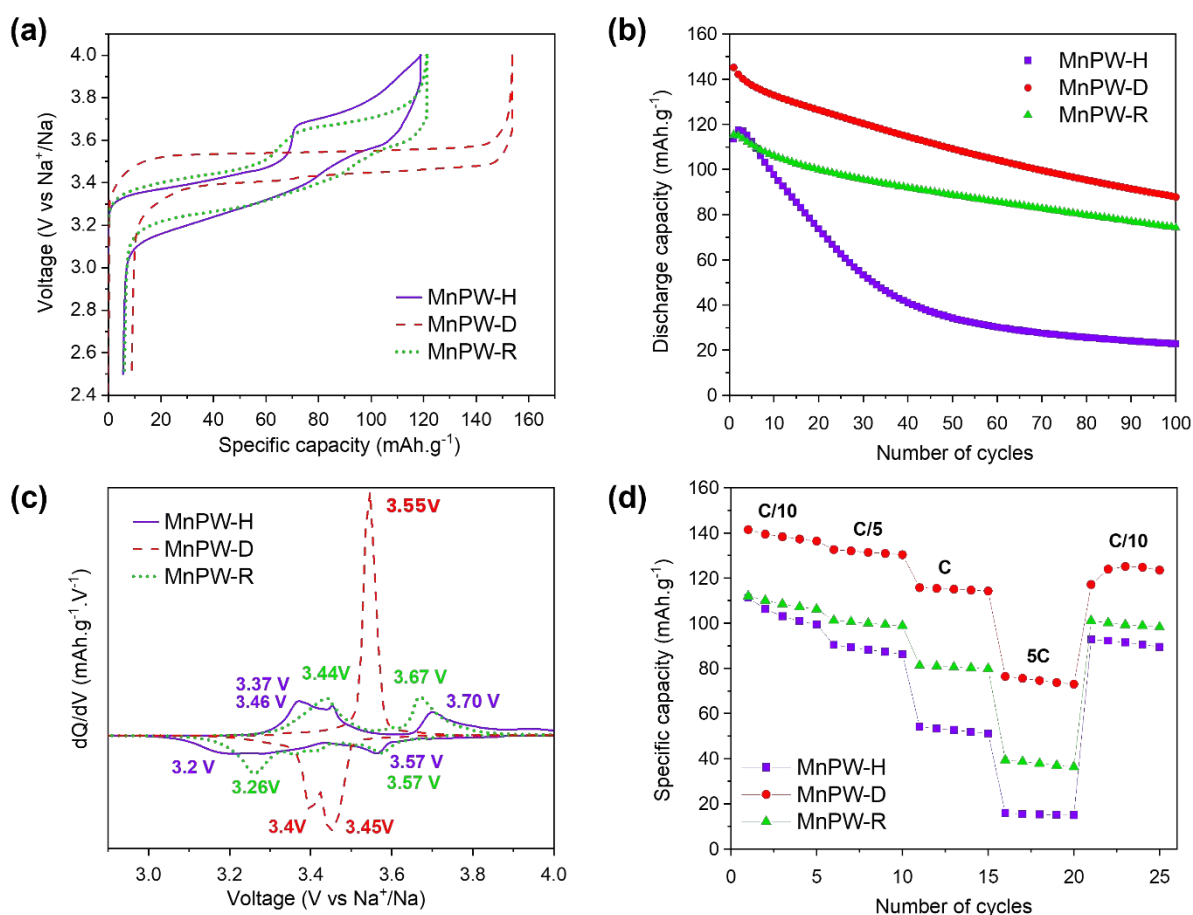 (a)
4.0
3.8
3.6
3.4
3.2
3.0
2.8
2.6
2.4
Voltage (V vs Na⁺/Na)
MnPW-H
MnPW-D
MnPW-R
0 20 40 60 80 100 120 140 160
Specific capacity (mAh.g⁻¹)
(b)
160
140
120
100
80
60
40
20
0
Discharge capacity (mAh.g⁻¹)
MnPW-H
MnPW-D
MnPW-R
0 10 20 30 40 50 60 70 80 90 100
Number of cycles
(c)
dQ/dV (mAh.g⁻¹.V⁻¹)
MnPW-H
MnPW-D
MnPW-R
3.55V
3.37 V
3.46 V
3.44V
3.67 V
3.70 V
3.2 V
3.26V
3.4V
3.45V
3.57 V
3.57 V
3.0 3.2 3.4 3.6 3.8 4.0
Voltage (V vs Na⁺/Na)
(d)
160
140
120
100
80
60
40
20
0
Specific capacity (mAh.g⁻¹)
C/10
C/5
C
5C
C/10
MnPW-H
MnPW-D
MnPW-R
0 5 10 15 20 25
Number of cycles